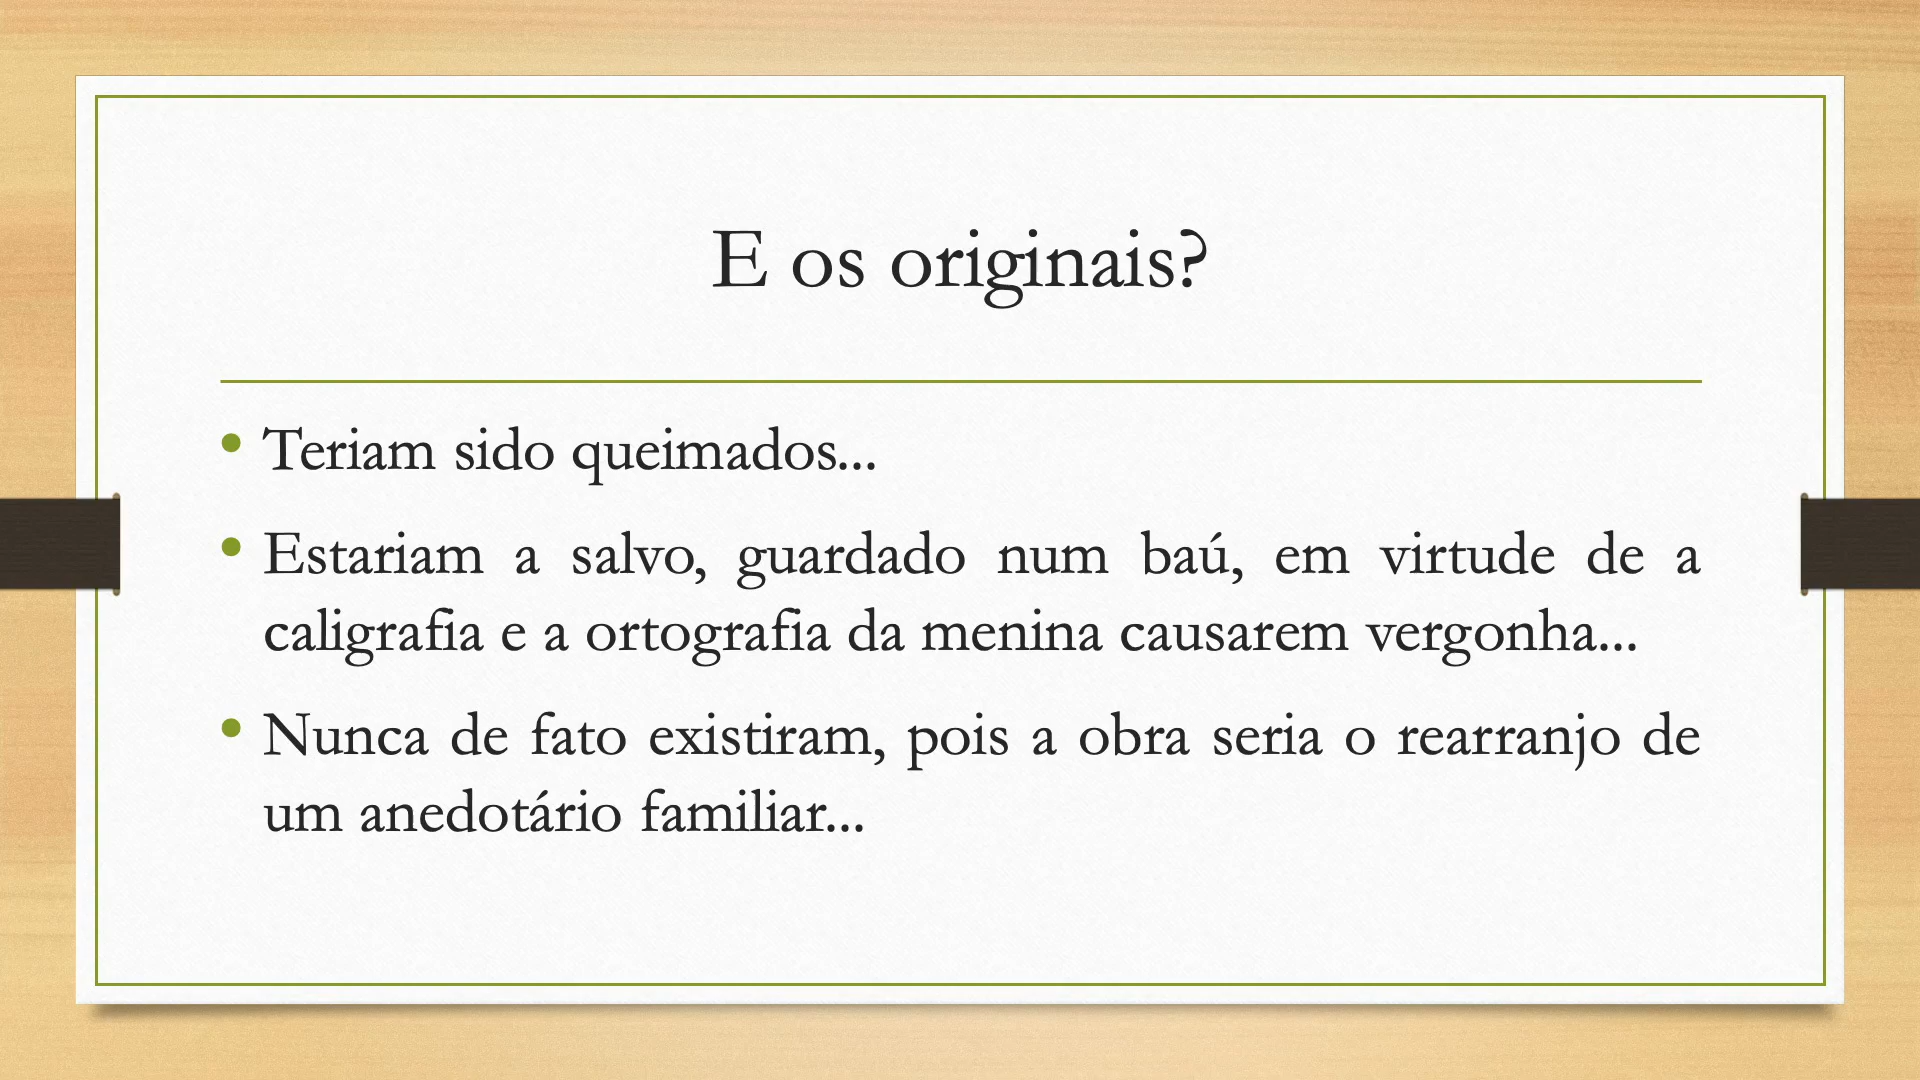 E os originais?
• Teriam sido queimados...
• Estariam a salvo, guardado num baú, em virtude de a
caligrafia e a ortografia da menina causarem vergonha...
• Nunca de fato existiram, pois a obra seria o rearranjo de
um anedotário familiar...